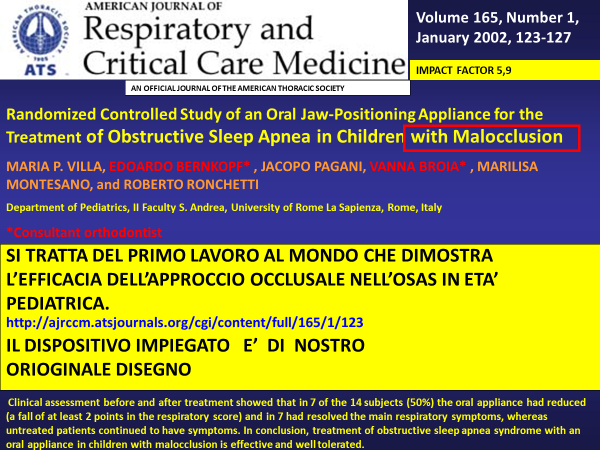 AMERICAN JOURNAL OF
Respiratory and
Critical Care Medicine
AN OFFICIAL JOURNAL OF THE AMERICAN THORACIC SOCIETY
ATS
Volume 165, Number 1,
January 2002, 123-127
IMPACT FACTOR 5,9
Randomized Controlled Study of an Oral Jaw-Positioning Appliance for the
Treatment of Obstructive Sleep Apnea in Children with Malocclusion
MARIA P. VILLA, EDOARDO BERNKOPF* , JACOPO PAGANI, VANNA BROIA* , MARILISA
MONTESANO, and ROBERTO RONCHETTI
Department of Pediatrics, II Faculty S. Andrea, University of Rome La Sapienza, Rome, Italy
*Consultant orthodontist
SI TRATTA DEL PRIMO LAVORO AL MONDO CHE DIMOSTRA
L’EFFICACIA DELL’APPROCCIO OCCLUSALE NELL’OSAS IN ETA’
PEDIATRICA.
http://ajrccm.atsjournals.org/cgi/content/full/165/1/123
IL DISPOSITIVO IMPIEGATO E’ DI NOSTRO
ORIOGINALE DISEGNO
Clinical assessment before and after treatment showed that in 7 of the 14 subjects (50%) the oral appliance had reduced
(a fall of at least 2 points in the respiratory score) and in 7 had resolved the main respiratory symptoms, whereas
untreated patients continued to have symptoms. In conclusion, treatment of obstructive sleep apnea syndrome with an
oral appliance in children with malocclusion is effective and well tolerated.